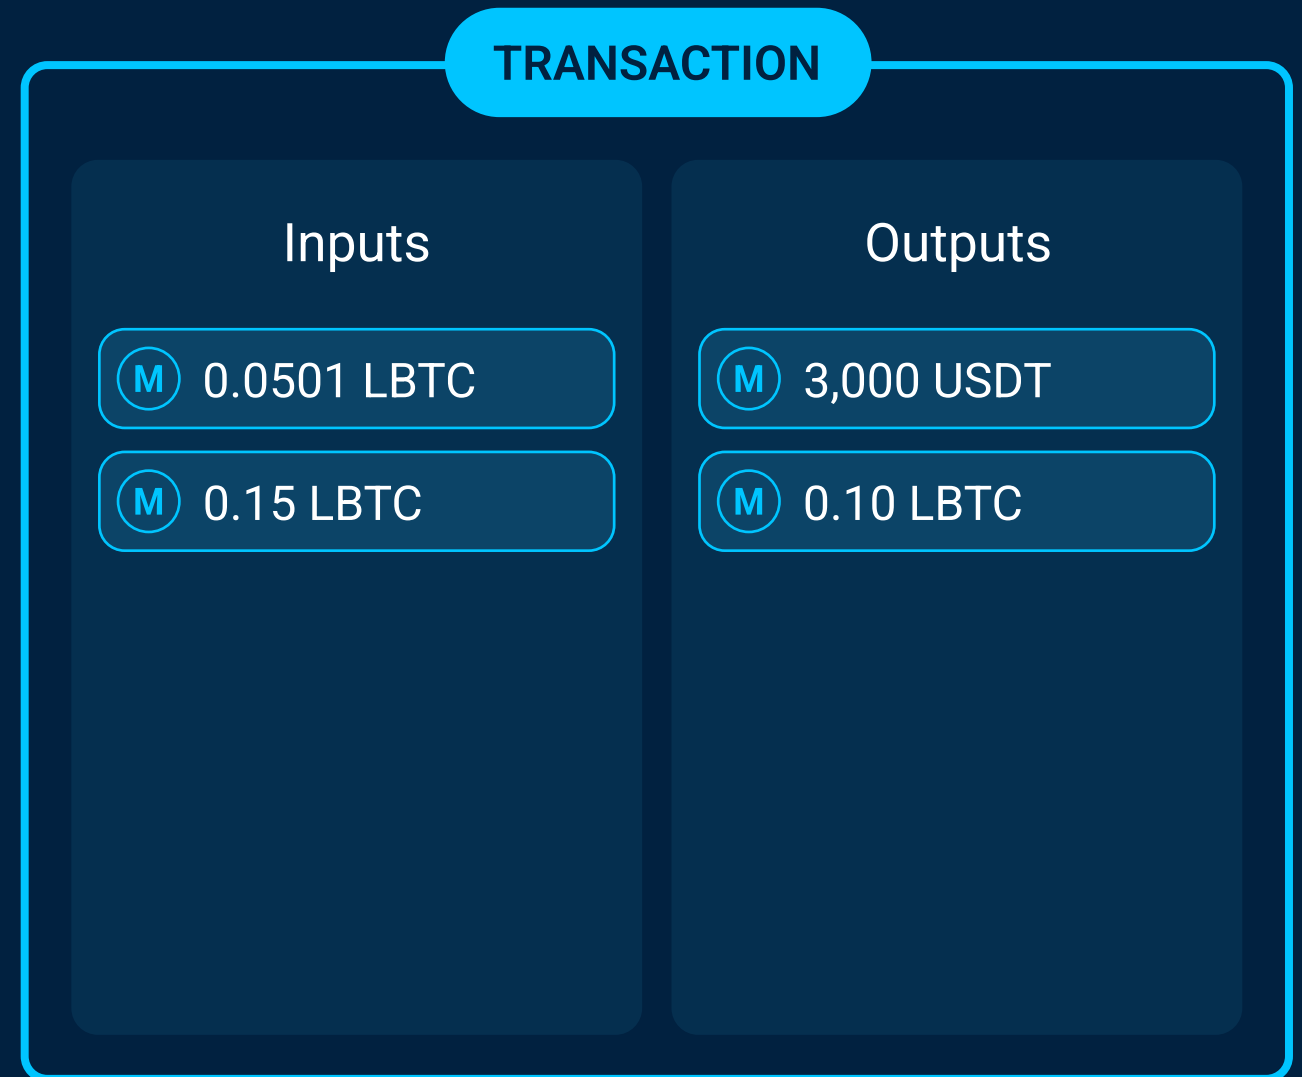 TRANSACTION
Inputs
M 0.0501 LBTC
M 0.15 LBTC
Outputs
M 3,000 USDT
M 0.10 LBTC